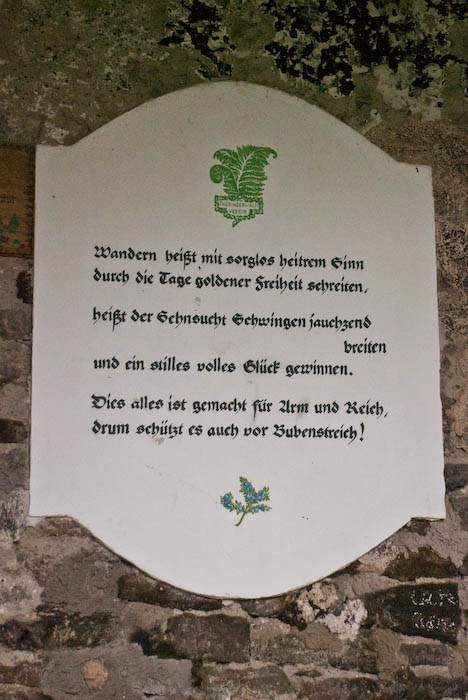 THÜRINGERWALD
VEREIN
Wandern heißt mit sorglos heitrem Sinn
durch die Tage goldener Freiheit schreiten,
heißt der Sehnsucht Schwingen jauchzend
breiten
und ein stilles volles Glück gewinnen.
Dies alles ist gemacht für Arm und Reich,
drum schützt es auch vor Bubenstreich!